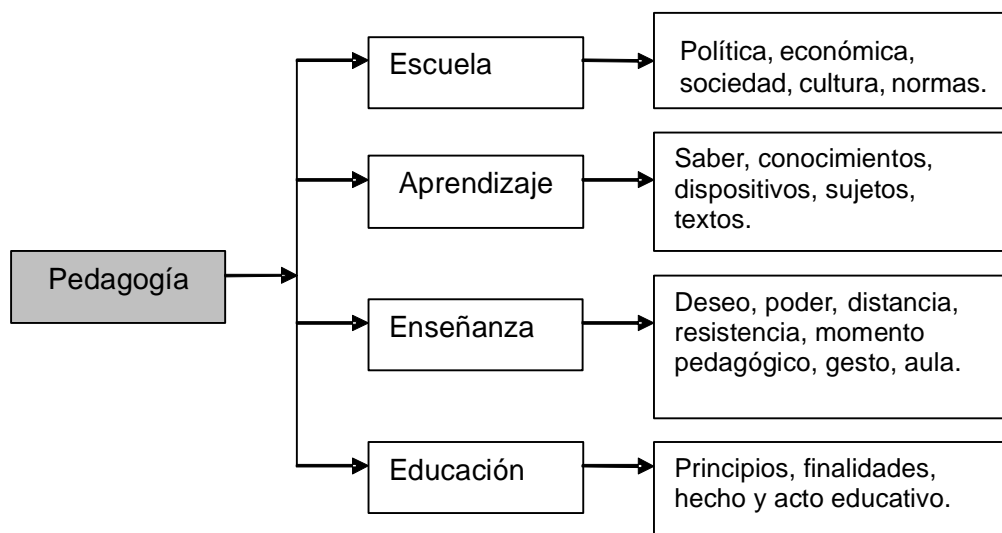 Pedagogía
Escuela
Política, económica,
sociedad, cultura, normas.
Aprendizaje
Saber, conocimientos,
dispositivos, sujetos,
textos.
Enseñanza
Deseo, poder, distancia,
resistencia, momento
pedagógico, gesto, aula.
Educación
Principios, finalidades,
hecho y acto educativo.